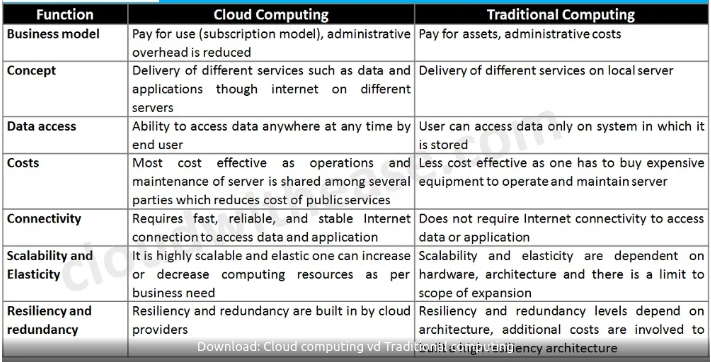 Function Cloud Computing Traditional Computing
Business model Pay for use (subscription model), administrative Pay for assets, administrative costs
overhead is reduced
Concept Delivery of different services such as data and Delivery of different services on local server
applications though internet on different
servers
Data access Ability to access data anywhere at any time by User can access data only on system in which it
end user is stored
Costs Most cost effective as operations and Less cost effective as one has to buy expensive
maintenance of server is shared among several equipment to operate and maintain server
parties which reduces cost of public services
Connectivity Requires fast, reliable, and stable Internet Does not require Internet connectivity to access
connection to access data and application data or application
Scalability and It is highly scalable and elastic one can increase Scalability and elasticity are dependent on
Elasticity or decrease computing resources as per hardware, architecture and there is a limit to
business need scope of expansion
Resiliency and Resiliency and redundancy are built in by cloud Resiliency and redundancy levels depend on
redundancy providers architecture, additional costs are involved to
resiliency architecture
Download: Cloud computing vd Traditional computing
cloudwithease.com